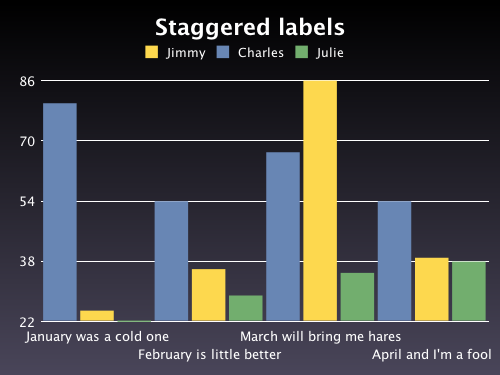 Staggered labels
Jimmy Charles Julie
86
70
54
38
22
January was a cold one March will bring me hares
February is little better April and I'm a fool